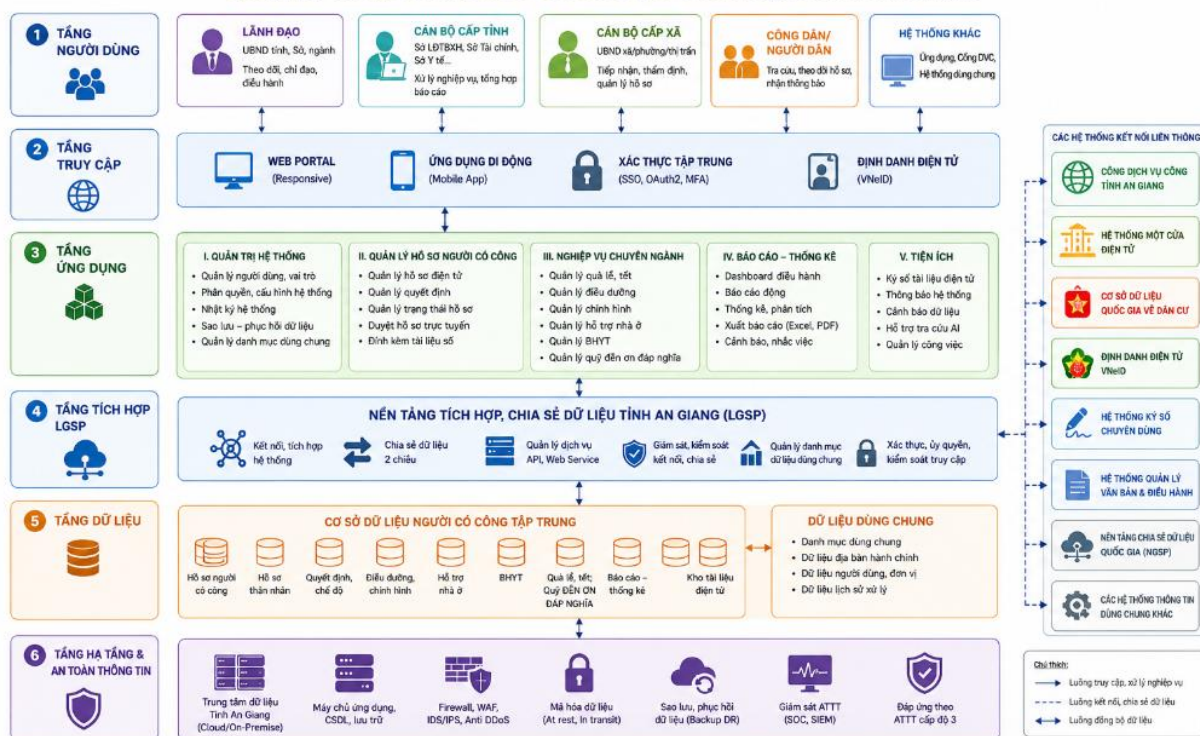 1 TẦNG
NGƯỜI DÙNG
LÃNH ĐẠO
UBND tỉnh, Sở, ngành
Theo dõi, chỉ đạo,
điều hành
CÁN BỘ CẤP TỈNH
Sở LĐTBXH, Sở Tài chính,
Sở Y tế...
Xử lý nghiệp vụ, tổng hợp
báo cáo
CÁN BỘ CẤP XÃ
UBND xã/phường/thị trấn
Tiếp nhận, thẩm định,
quản lý hồ sơ
CÔNG DÂN/
NGƯỜI DÂN
Tra cứu, theo dõi hồ sơ,
nhận thông báo
HỆ THỐNG KHÁC
Ứng dụng, Cổng DVC,
Hệ thống dùng chung
2 TẦNG
TRUY CẬP
WEB PORTAL
(Responsive)
ỨNG DỤNG DI ĐỘNG
(Mobile App)
XÁC THỰC TẬP TRUNG
(SSO, OAuth2, MFA)
ĐỊNH DANH ĐIỆN TỬ
(VNeID)
3 TẦNG
ỨNG DỤNG
I. QUẢN TRỊ HỆ THỐNG
• Quản lý người dùng, vai trò
• Phân quyền, cấu hình hệ thống
• Nhật ký hệ thống
• Sao lưu – phục hồi dữ liệu
• Quản lý danh mục dùng chung
II. QUẢN LÝ HỒ SƠ NGƯỜI CÓ CÔNG
• Quản lý hồ sơ điện tử
• Quản lý quyết định
• Quản lý trạng thái hồ sơ
• Duyệt hồ sơ trực tuyến
• Đính kèm tài liệu số
III. NGHIỆP VỤ CHUYÊN NGÀNH
• Quản lý quà lễ, tết
• Quản lý điều dưỡng
• Quản lý chỉnh hình
• Quản lý hỗ trợ nhà ở
• Quản lý BHYT
• Quản lý quỹ đền ơn đáp nghĩa
IV. BÁO CÁO – THỐNG KÊ
• Dashboard điều hành
• Báo cáo động
• Thống kê, phân tích
• Xuất báo cáo (Excel, PDF)
• Cảnh báo, nhắc việc
V. TIỆN ÍCH
• Ký số tài liệu điện tử
• Thông báo hệ thống
• Cảnh báo dữ liệu
• Hỗ trợ tra cứu AI
• Quản lý công việc
4 TẦNG TÍCH HỢP
LGSP
NỀN TẢNG TÍCH HỢP, CHIA SẺ DỮ LIỆU TỈNH AN GIANG (LGSP)
Kết nối, tích hợp
hệ thống
Chia sẻ dữ liệu
2 chiều
Quản lý dịch vụ
API, Web Service
Giám sát, kiểm soát
kết nối, chia sẻ
Quản lý danh mục
dữ liệu dùng chung
Xác thực, ủy quyền,
kiểm soát truy cập
5 TẦNG DỮ LIỆU
CƠ SỞ DỮ LIỆU NGƯỜI CÓ CÔNG TẬP TRUNG
Hồ sơ người
có công
Hồ sơ
thân nhân
Quyết định,
chế độ
Điều dưỡng,
chỉnh hình
Hỗ trợ
nhà ở
BHYT
Quà lễ, tết;
Quỹ ĐỀN ƠN
ĐÁP NGHĨA
Báo cáo –
thống kê
Kho tài liệu
điện tử
DỮ LIỆU DÙNG CHUNG
• Danh mục dùng chung
• Dữ liệu địa bàn hành chính
• Dữ liệu người dùng, đơn vị
• Dữ liệu lịch sử xử lý
6 TẦNG HẠ TẦNG &
AN TOÀN THÔNG TIN
Trung tâm dữ liệu
Tỉnh An Giang
(Cloud/On-Premise)
Máy chủ ứng dụng,
CSDL, lưu trữ
Firewall, WAF,
IDS/IPS, Anti DDoS
Mã hóa dữ liệu
(At rest, In transit)
Sao lưu, phục hồi
dữ liệu (Backup DR)
Giám sát ATTT
(SOC, SIEM)
Đáp ứng theo
ATTT cấp độ 3
CÁC HỆ THỐNG KẾT NỐI LIÊN THÔNG
CỔNG DỊCH VỤ CÔNG
TỈNH AN GIANG
HỆ THỐNG MỘT CỬA
ĐIỆN TỬ
CƠ SỞ DỮ LIỆU
QUỐC GIA VỀ DÂN CƯ
ĐỊNH DANH ĐIỆN TỬ
VNeID
HỆ THỐNG KÝ SỐ
CHUYÊN DÙNG
HỆ THỐNG QUẢN LÝ
VĂN BẢN & ĐIỀU HÀNH
NỀN TẢNG CHIA SẺ DỮ LIỆU
QUỐC GIA (NGSP)
CÁC HỆ THỐNG THÔNG TIN
DÙNG CHUNG KHÁC
Chú thích:
Luồng truy cập, xử lý nghiệp vụ
Luồng kết nối, chia sẻ dữ liệu
Luồng đồng bộ dữ liệu